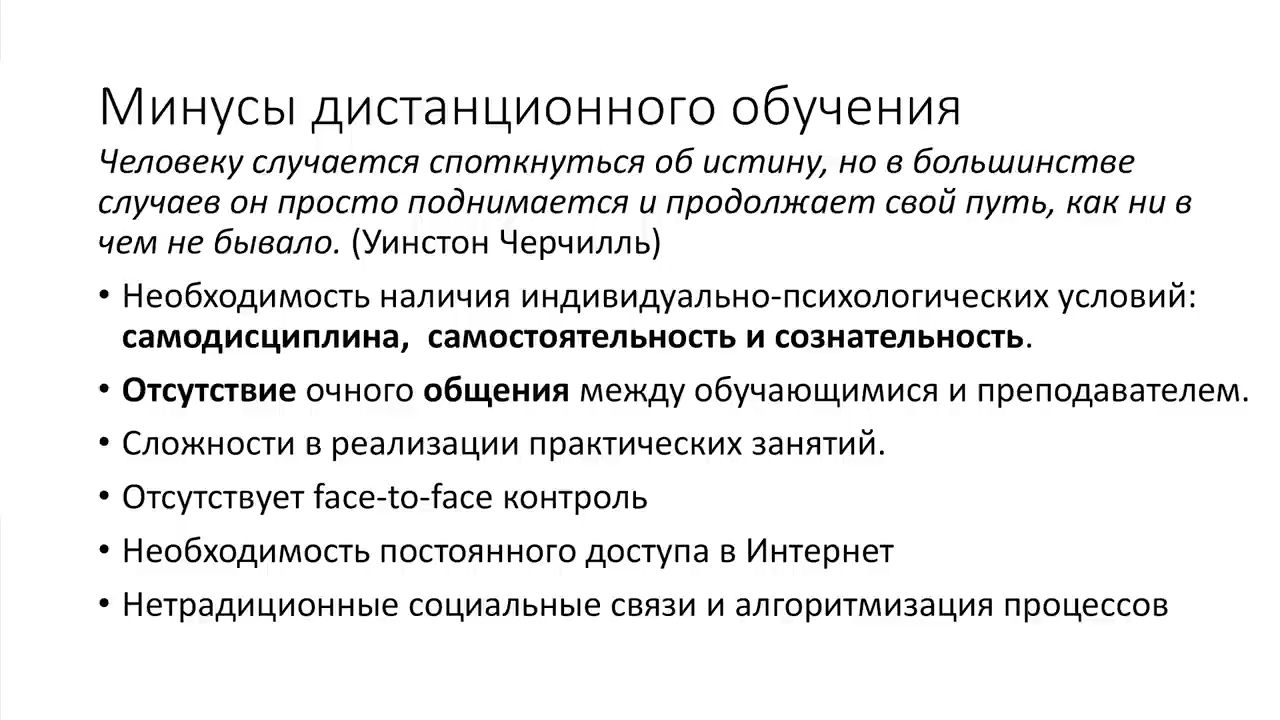 Минусы дистанционного обучения
Человеку случается споткнуться об истину, но в большинстве
случаев он просто поднимается и продолжает свой путь, как ни в
чем не бывало. (Уинстон Черчилль)
• Необходимость наличия индивидуально-психологических условий:
самодисциплина,  самостоятельность и сознательность.
• Отсутствие очного общения между обучающимися и преподавателем.
• Сложности в реализации практических занятий.
• Отсутствует face-to-face контроль
• Необходимость постоянного доступа в Интернет
• Нетрадиционные социальные связи и алгоритмизация процессов